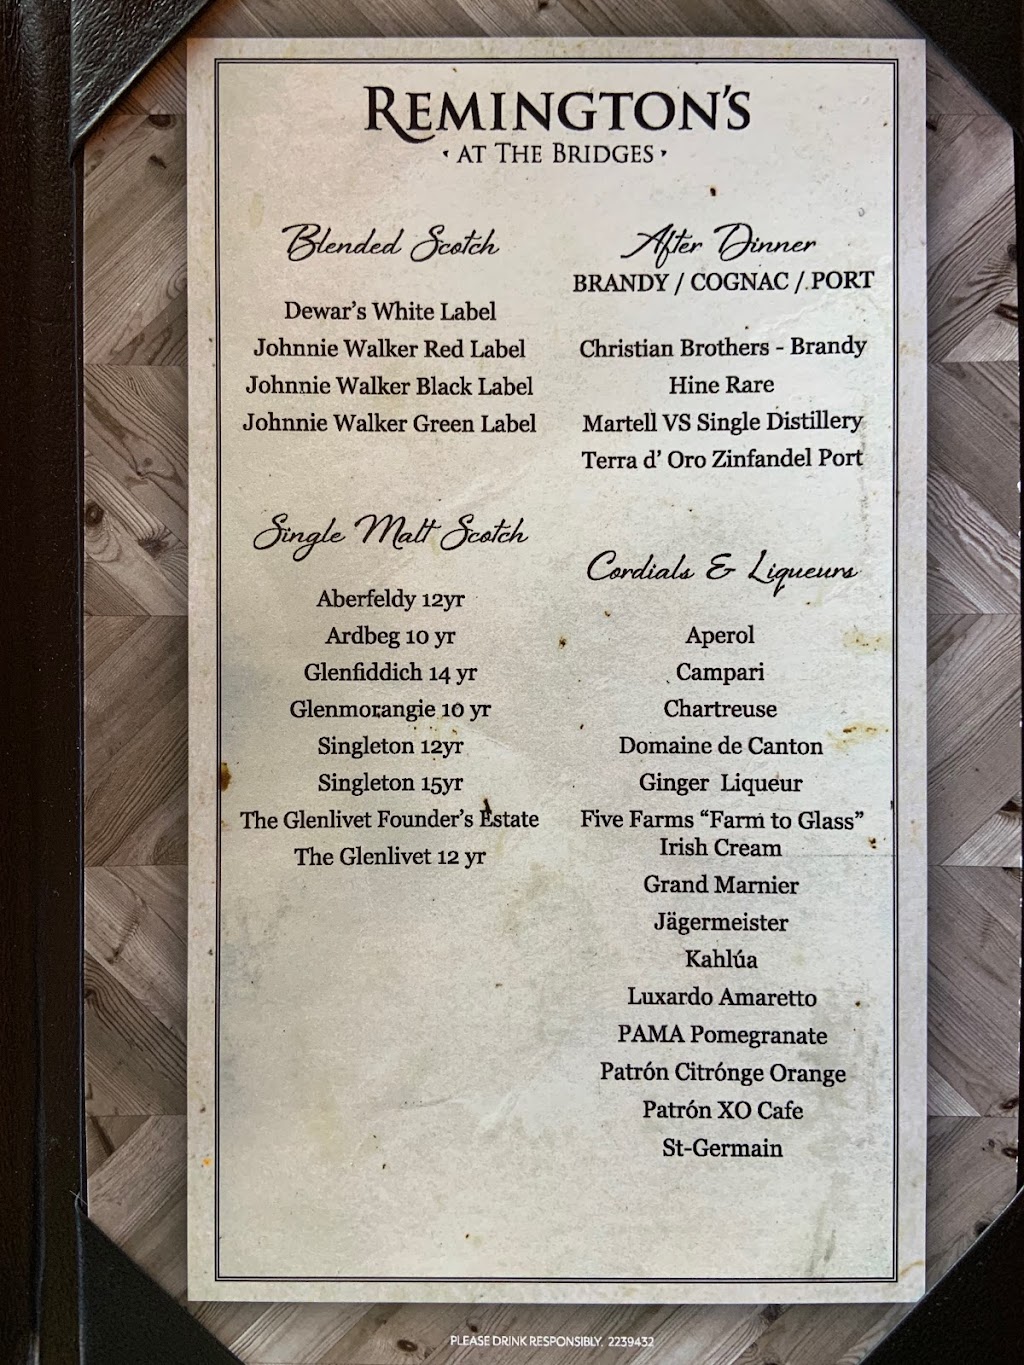 REMINGTON'S
· AT THE BRIDGES ·
Blended Scotch
Dewar's White Label
Johnnie Walker Red Label
Johnnie Walker Black Label
Johnnie Walker Green Label
Single Malt Scotch
Aberfeldy 12yr
Ardbeg 10 yr
Glenfiddich 14 yr
Glenmorangie 10 yr
Singleton 12yr
Singleton 15yr
The Glenlivet Founder's Estate
The Glenlivet 12 yr
After Dinner
BRANDY / COGNAC / PORT
Christian Brothers - Brandy
Hine Rare
Martell VS Single Distillery
Terra d' Oro Zinfandel Port
Cordials & Liqueurs
Aperol
Campari
Chartreuse
Domaine de Canton
Ginger Liqueur
Five Farms “Farm to Glass”
Irish Cream
Grand Marnier
Jägermeister
Kahlúa
Luxardo Amaretto
PAMA Pomegranate
Patrón Citrónge Orange
Patrón XO Cafe
St-Germain
PLEASE DRINK RESPONSIBLY. 2239432